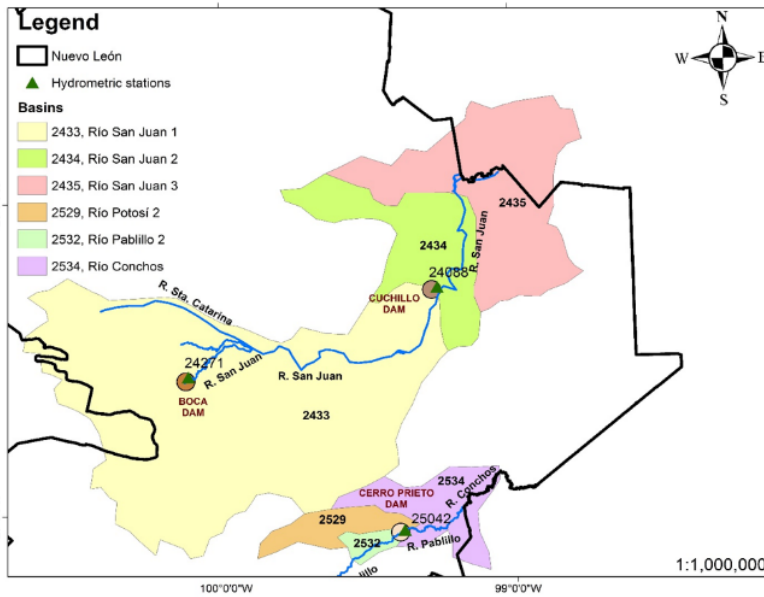 Legend
Nuevo León
Hydrometric stations
Basins
2433, Río San Juan 1
2434, Río San Juan 2
2435, Río San Juan 3
2529, Río Potosí 2
2532, Río Pablillo 2
2534, Río Conchos
N
W
E
S
2435
2434
R. San Juan
24088
CUCHILLO
DAM
R. Sta. Catarina
24271
R. San Juan
R. San Juan
BOCA
DAM
2433
2534
CERRO PRIETO
DAM
R. Conchos
2529
25042
2532
R. Pablillo
illo
1:1,000,000
100°0'0"W
99°0'0"W